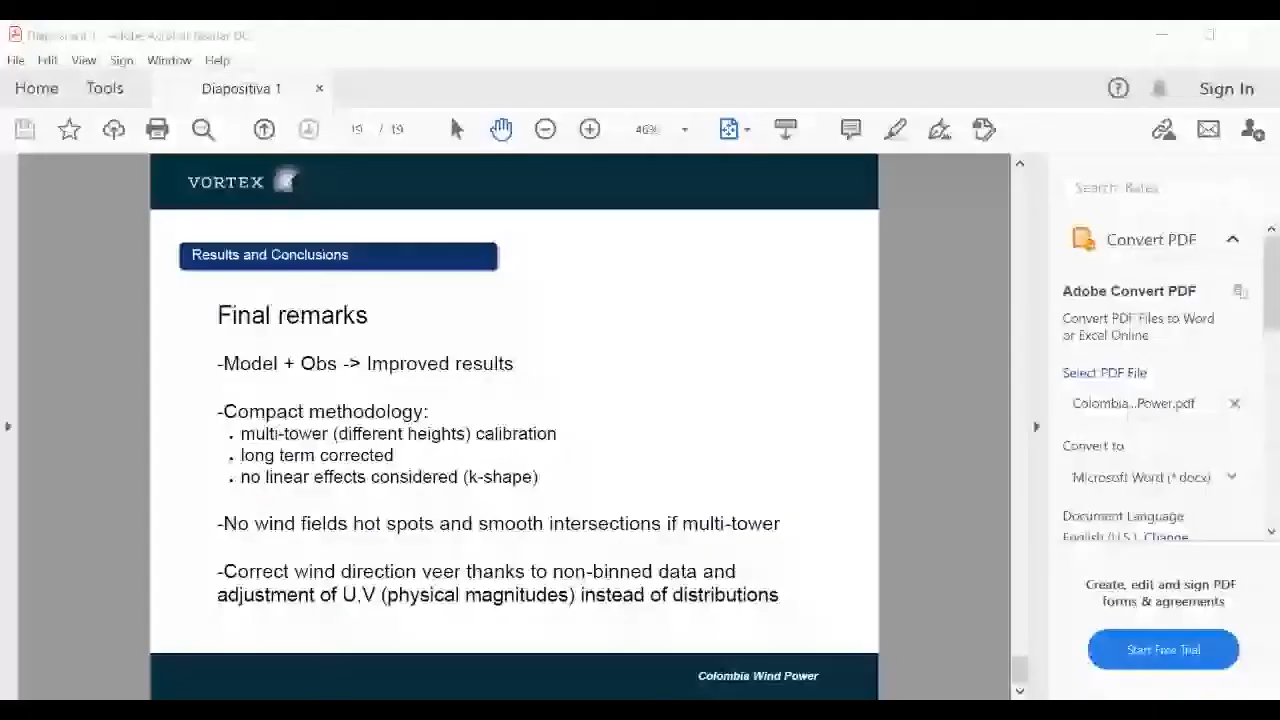 File Edit View Sign Window Help
Home Tools Diapositiva 1 × Sign In
19 / 19 46%
VORTEX
Results and Conclusions
Final remarks
-Model + Obs -> Improved results
-Compact methodology:
. multi-tower (different heights) calibration
. long term corrected
. no linear effects considered (k-shape)
-No wind fields hot spots and smooth intersections if multi-tower
-Correct wind direction veer thanks to non-binned data and
adjustment of U,V (physical magnitudes) instead of distributions
Colombia Wind Power
Search
Convert PDF
Adobe Convert PDF
Convert PDF Files to Word
or Excel Online
Select PDF File
Colombia...Power.pdf
Convert to
Microsoft Word (*.docx)
Document Language
English (U.S.) Change
Create, edit and sign PDF
forms & agreements
Start Free Trial